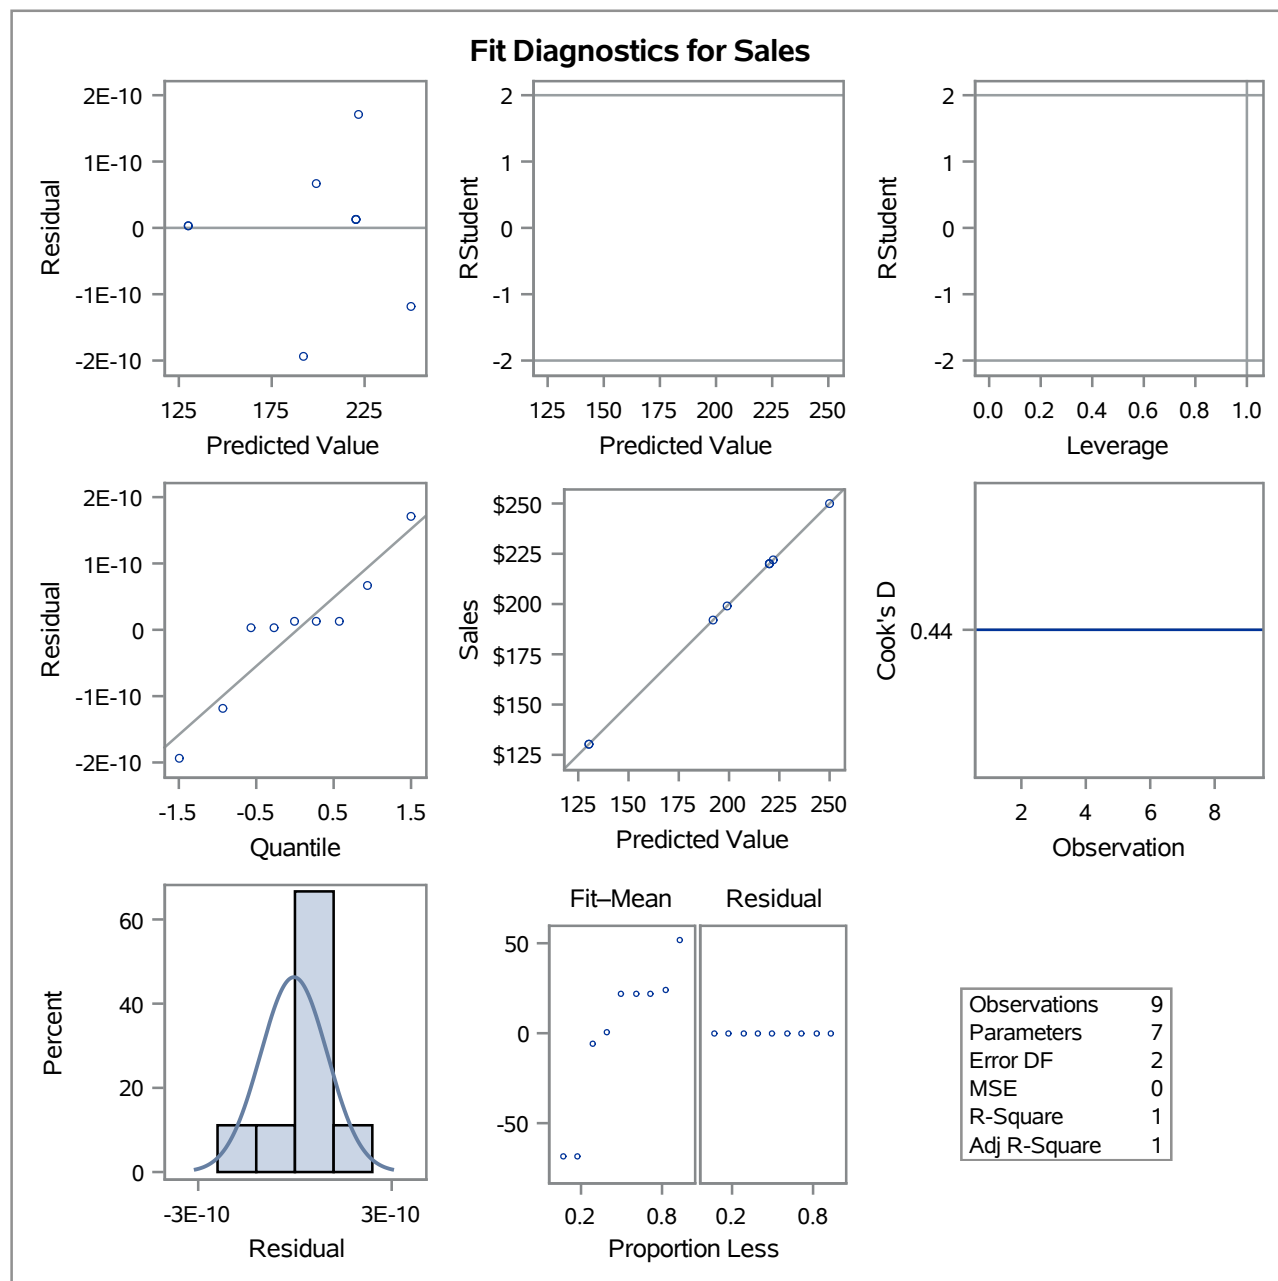 Fit Diagnostics for Sales
2E-10
1E-10
0
-1E-10
-2E-10
Residual
125 175 225
Predicted Value
2
1
0
-1
-2
RStudent
125 150 175 200 225 250
Predicted Value
2
1
0
-1
-2
RStudent
0.0 0.2 0.4 0.6 0.8 1.0
Leverage
2E-10
1E-10
0
-1E-10
-2E-10
Residual
-1.5 -0.5 0.5 1.5
Quantile
$250
$225
$200
$175
$150
$125
Sales
125 150 175 200 225 250
Predicted Value
Cook's D
0.44
2 4 6 8
Observation
60
40
20
0
Percent
-3E-10 3E-10
Residual
Fit–Mean Residual
50
0
-50
0.2 0.8 0.2 0.8
Proportion Less
Observations 9
Parameters 7
Error DF 2
MSE 0
R-Square 1
Adj R-Square 1